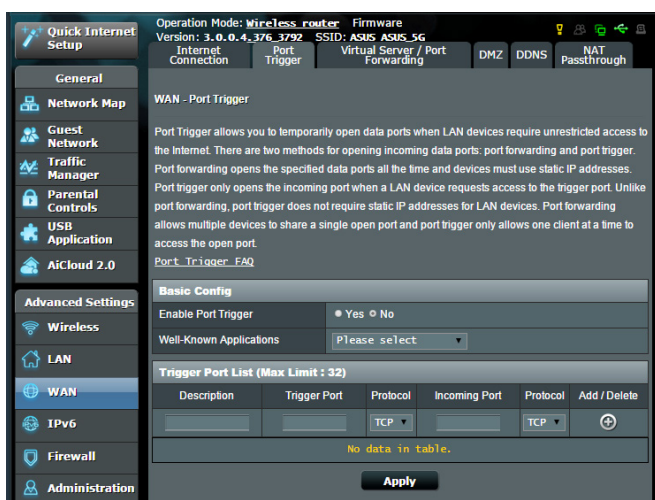 Quick Internet
Setup
General
Network Map
Guest
Network
Traffic
Manager
Parental
Controls
USB
Application
AiCloud 2.0
Advanced Settings
Wireless
LAN
WAN
IPv6
Firewall
Administration
Operation Mode: Wireless router Firmware
Version: 3.0.0.4.376_3792 SSID: ASUS ASUS_5G
Internet
Connection
Port
Trigger
Virtual Server / Port
Forwarding
DMZ
DDNS
NAT
Passthrough
WAN - Port Trigger
Port Trigger allows you to temporarily open data ports when LAN devices require unrestricted access to
the Internet. There are two methods for opening incoming data ports: port forwarding and port trigger.
Port forwarding opens the specified data ports all the time and devices must use static IP addresses.
Port trigger only opens the incoming port when a LAN device requests access to the trigger port. Unlike
port forwarding, port trigger does not require static IP addresses for LAN devices. Port forwarding
allows multiple devices to share a single open port and port trigger only allows one client at a time to
access the open port.
Port Trigger FAQ
Basic Config
Enable Port Trigger Yes No
Well-Known Applications Please select
Trigger Port List (Max Limit : 32)
Description Trigger Port Protocol Incoming Port Protocol Add / Delete
TCP TCP
No data in table.
Apply